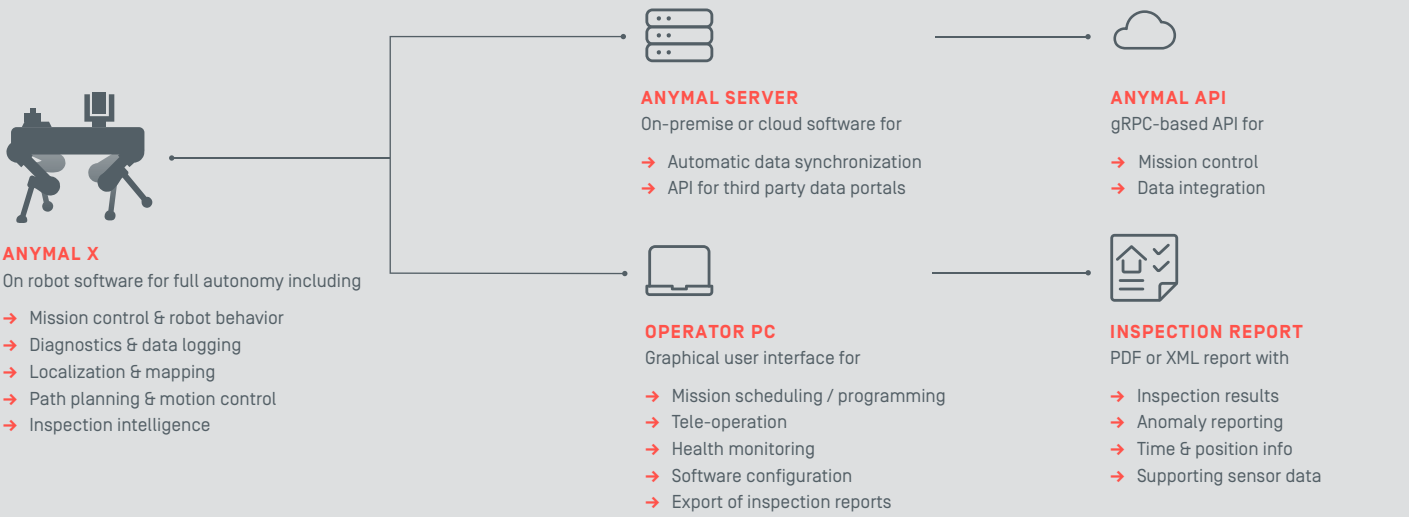 ANYMAL X
On robot software for full autonomy including
→ Mission control & robot behavior
→ Diagnostics & data logging
→ Localization & mapping
→ Path planning & motion control
→ Inspection intelligence
ANYMAL SERVER
On-premise or cloud software for
→ Automatic data synchronization
→ API for third party data portals
ANYMAL API
gRPC-based API for
→ Mission control
→ Data integration
OPERATOR PC
Graphical user interface for
→ Mission scheduling / programming
→ Tele-operation
→ Health monitoring
→ Software configuration
→ Export of inspection reports
INSPECTION REPORT
PDF or XML report with
→ Inspection results
→ Anomaly reporting
→ Time & position info
→ Supporting sensor data